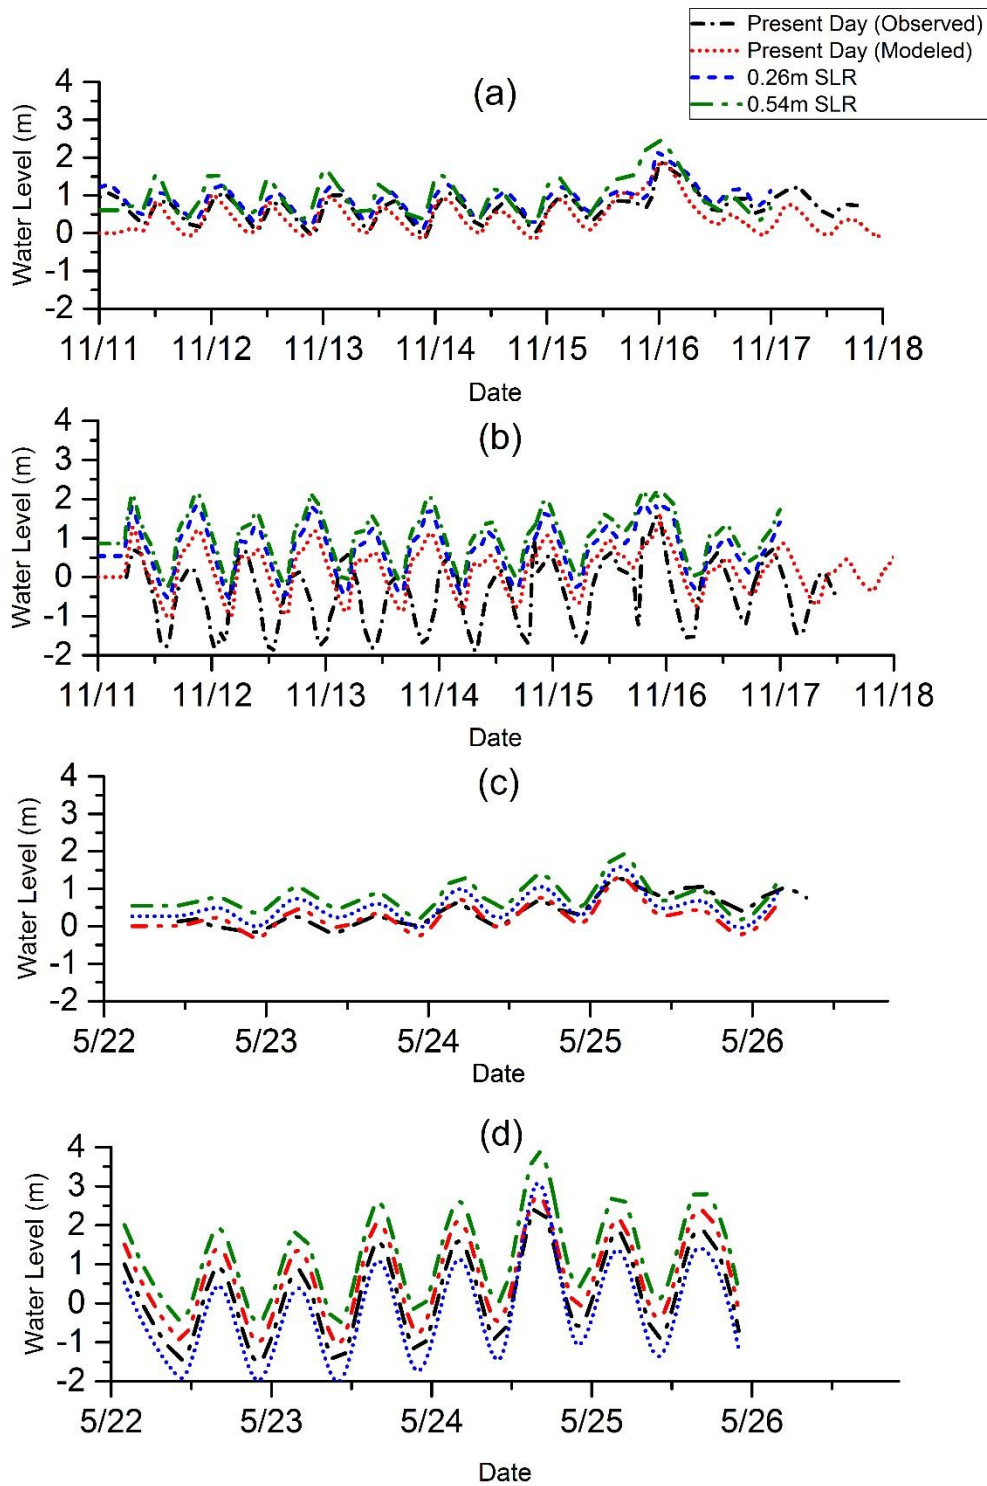 Present Day (Observed)
Present Day (Modeled)
0.26m SLR
0.54m SLR
(a)
Water Level (m)
4
3
2
1
0
-1
-2
11/11 11/12 11/13 11/14 11/15 11/16 11/17 11/18
Date
(b)
Water Level (m)
4
3
2
1
0
-1
-2
11/11 11/12 11/13 11/14 11/15 11/16 11/17 11/18
Date
(c)
Water Level (m)
4
3
2
1
0
-1
-2
5/22 5/23 5/24 5/25 5/26
Date
(d)
Water Level (m)
4
3
2
1
0
-1
-2
5/22 5/23 5/24 5/25 5/26
Date